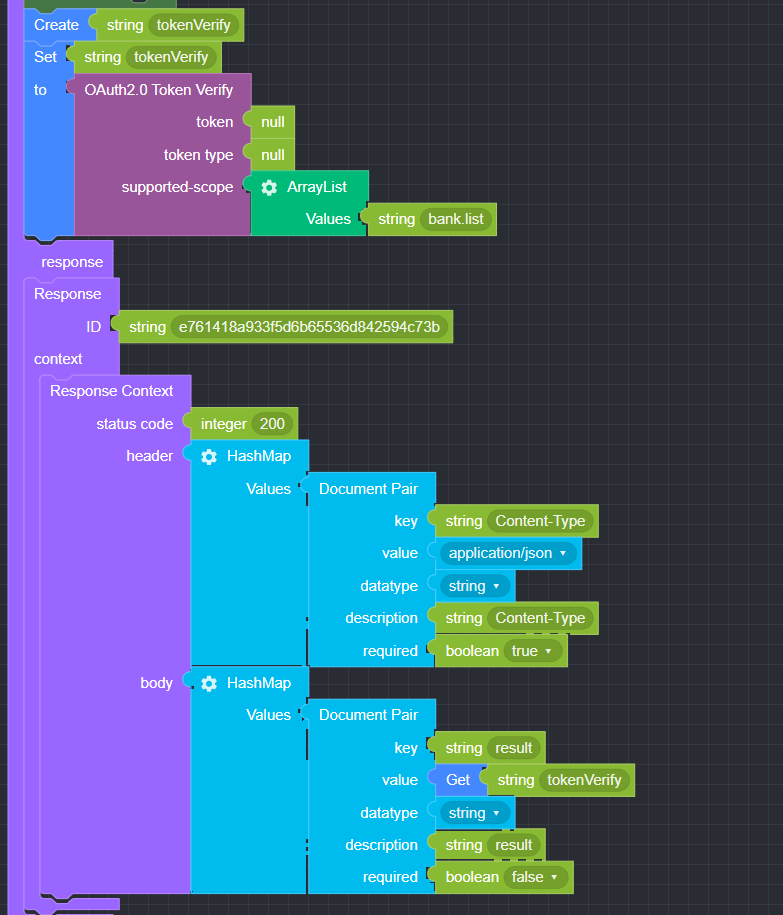 Create string tokenVerify
Set string tokenVerify
to OAuth2.0 Token Verify
token null
token type null
supported-scope ArrayList
Values string bank.list
response
Response
ID string e761418a933f5d6b65536d842594c73b
context
Response Context
status code integer 200
header HashMap
Values Document Pair
key string Content-Type
value application/json
datatype string
description string Content-Type
required boolean true
body HashMap
Values Document Pair
key string result
value Get string tokenVerify
datatype string
description string result
required boolean false